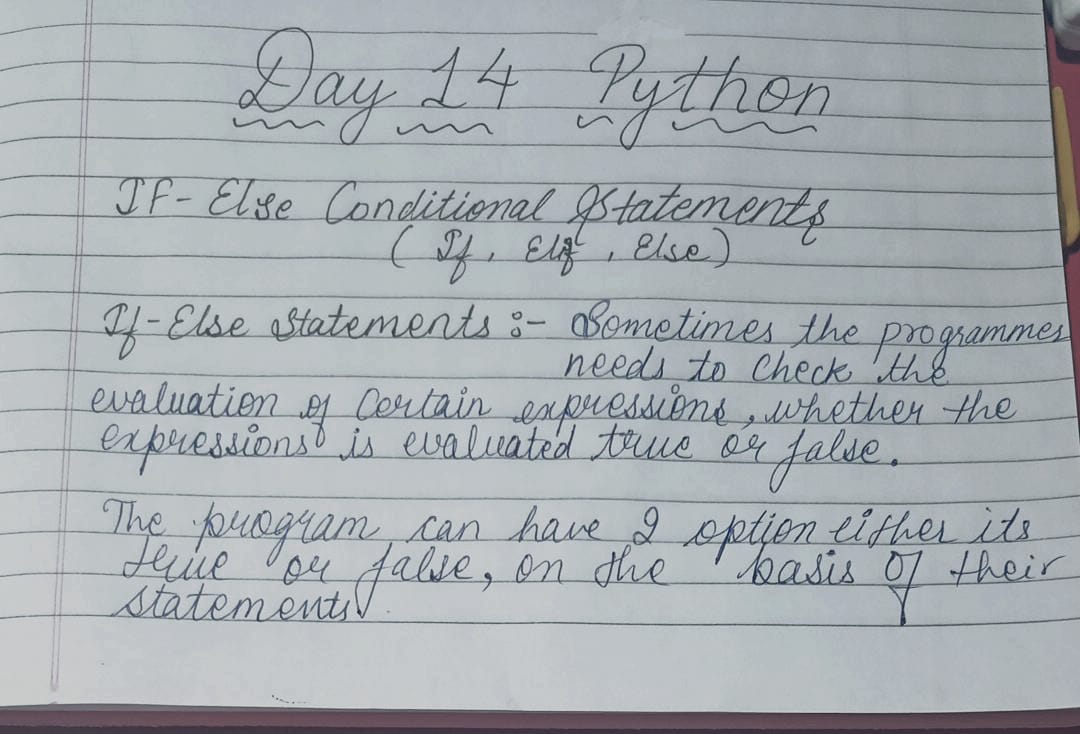 Day 14 Python
IF-Else Conditional Statements
(If, Elif, Else)
If-Else Statements :- Sometimes the programmes
needs to check the
evaluation of certain expressions, whether the
expressions is evaluated true or false.
The program can have 2 option either its
true or false, on the basis of their
statements.